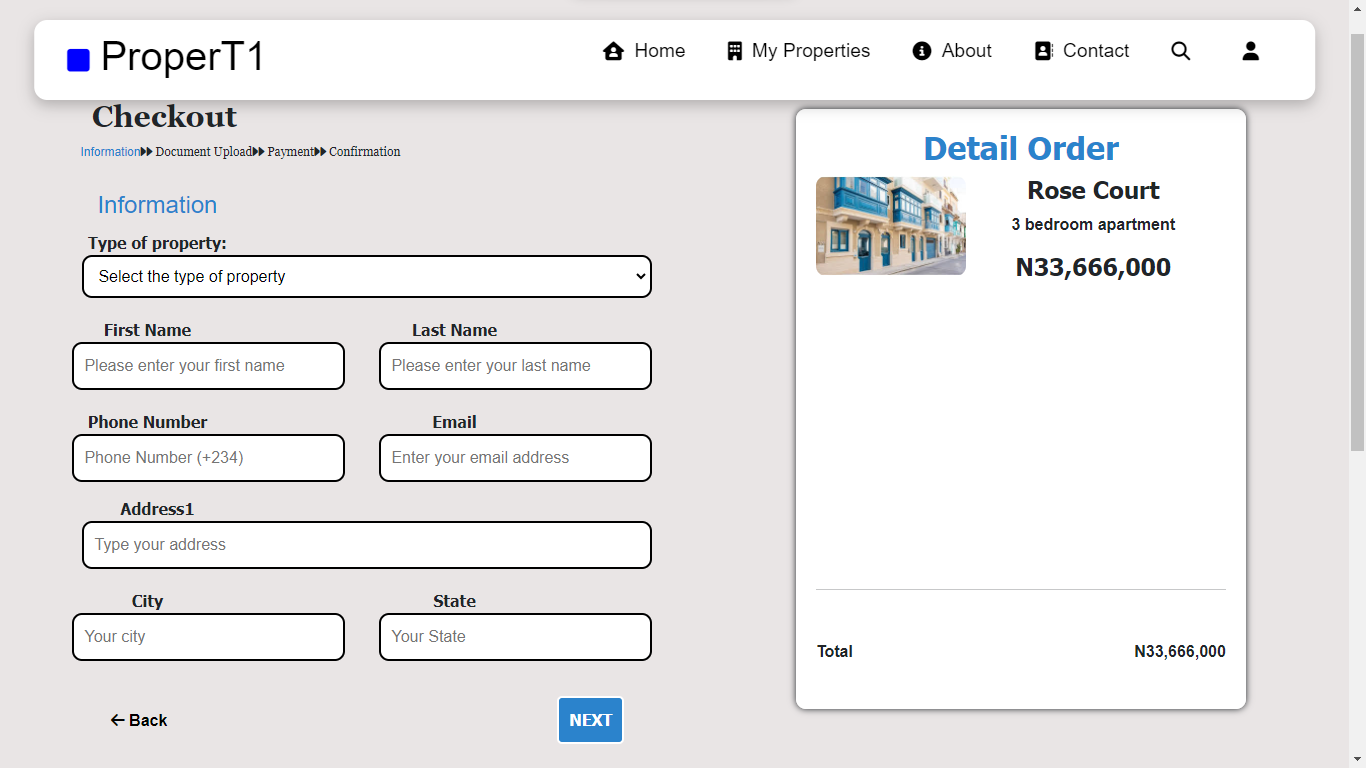 ProperT1
Home My Properties About Contact
Checkout
Information Document Upload Payment Confirmation
Information
Type of property:
Select the type of property
First Name Last Name
Please enter your first name Please enter your last name
Phone Number Email
Phone Number (+234) Enter your email address
Address1
Type your address
City State
Your city Your State
Back NEXT
Detail Order
Rose Court
3 bedroom apartment
N33,666,000
Total N33,666,000